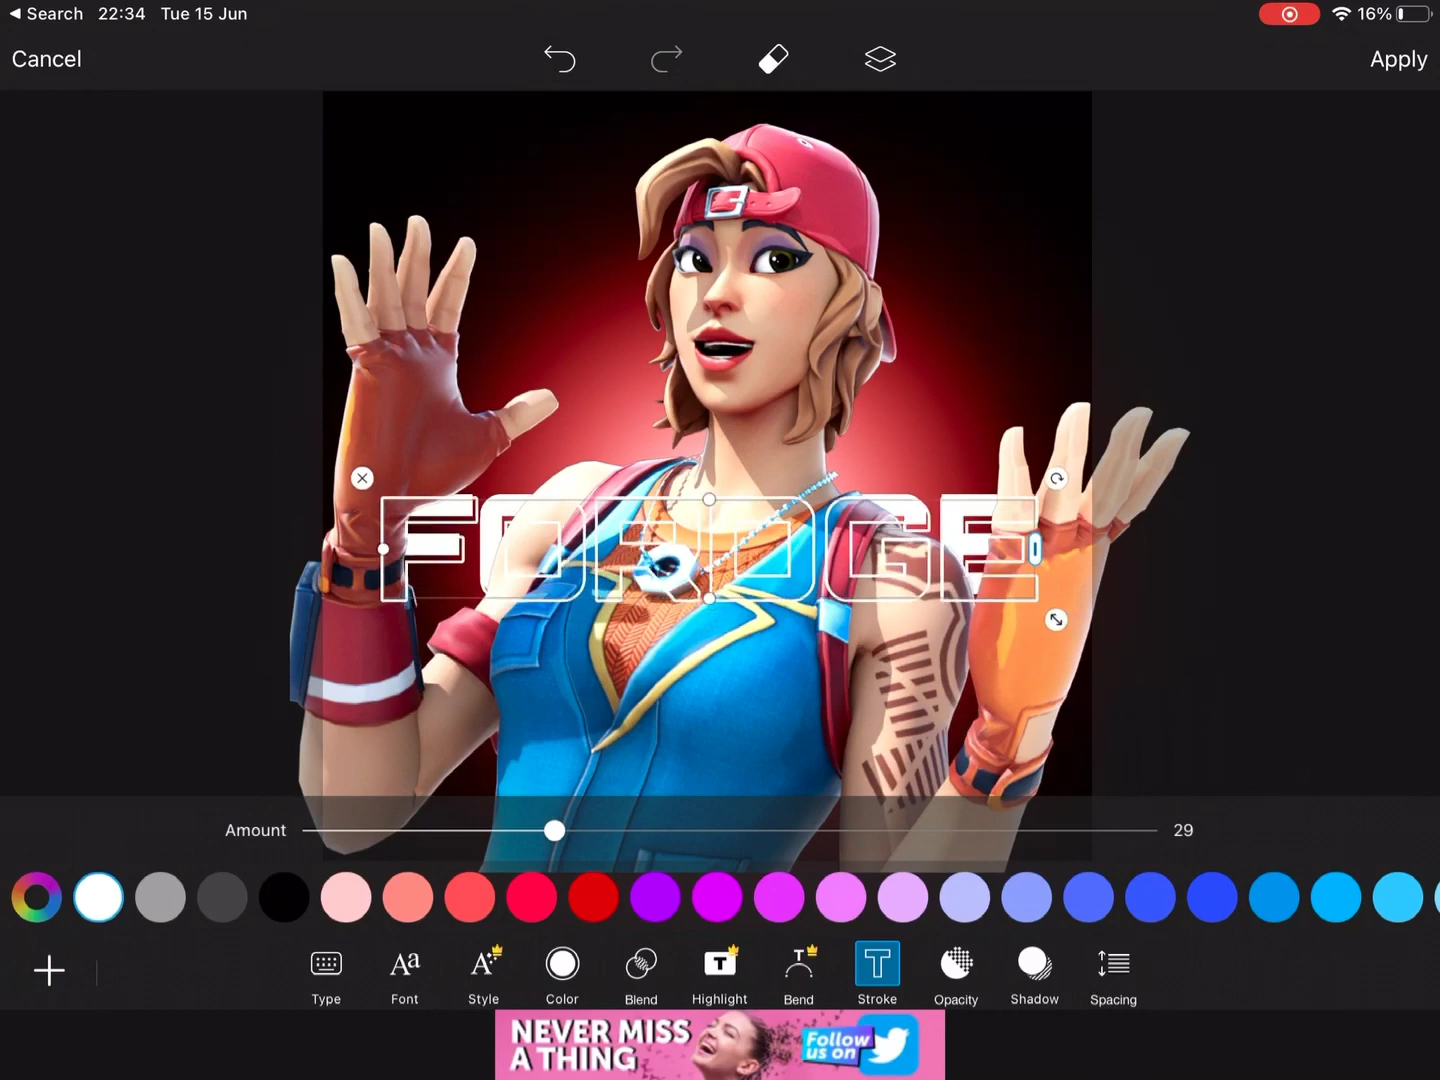 Search 22:34 Tue 15 Jun 16%
Cancel Apply
FORDGE
Amount 29
Type Font Style Color Blend Highlight Bend Stroke Opacity Shadow Spacing
NEVER MISS
A THING
Follow
us on